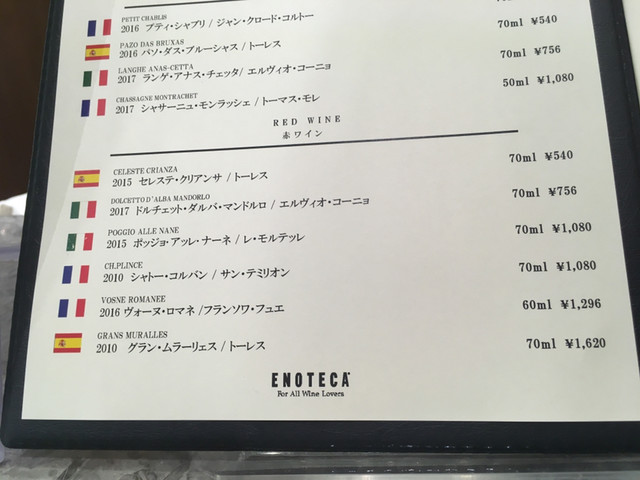 PETIT CHABLIS
2016 プティ・シャブリ / ジャン・クロード・コルトー 70ml ¥540
PAZO DAS BRUXAS
2016 パソ・ダス・ブルーシャス / トーレス 70ml ¥756
LANGHE ANAS-CETTA
2017 ランゲ・アナス・チェッタ/ エルヴィオ・コーニョ 50ml ¥1,080
CHASSAGNE MONTRACHET
2017 シャサーニュ・モンラッシェ / トーマス・モレ
RED WINE
赤ワイン
CELESTE CRIANZA
2015 セレステ・クリアンサ / トーレス 70ml ¥540
DOLCETTO D'ALBA MANDORLO
2017 ドルチェット・ダルバ・マンドルロ / エルヴィオ・コーニョ 70ml ¥756
POGGIO ALLE NANE
2015 ポッジョ・アッレ・ナーネ / レ・モルテッレ 70ml ¥1,080
CH.PLINCE
2010 シャトー・コルバン / サン・テミリオン 70ml ¥1,080
VOSNE ROMANEE
2016 ヴォーヌ・ロマネ /フランソワ・フュエ 60ml ¥1,296
GRANS MURALLES
2010 グラン・ムラーリェス / トーレス 70ml ¥1,620
ENOTECA
For All Wine Lovers